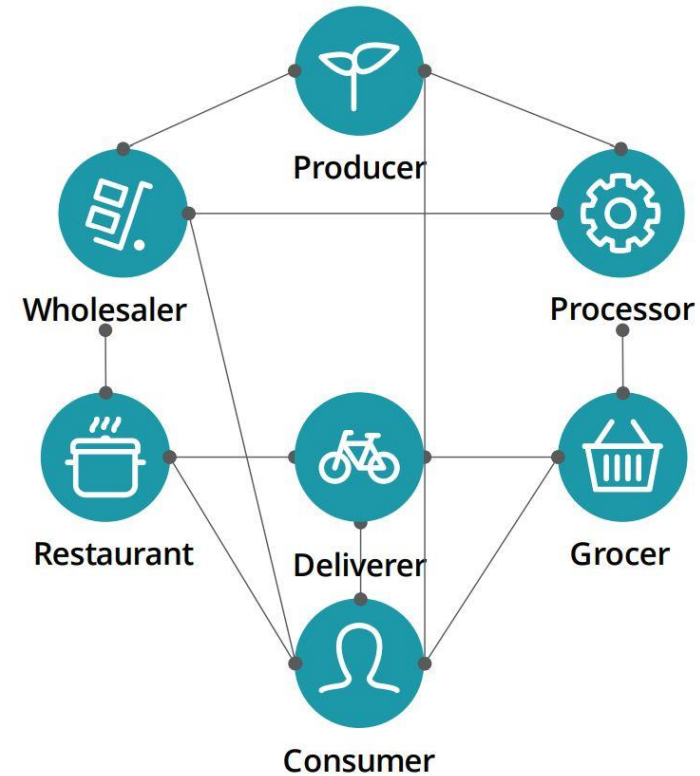 Producer
Wholesaler
Processor
Restaurant
Deliverer
Grocer
Consumer